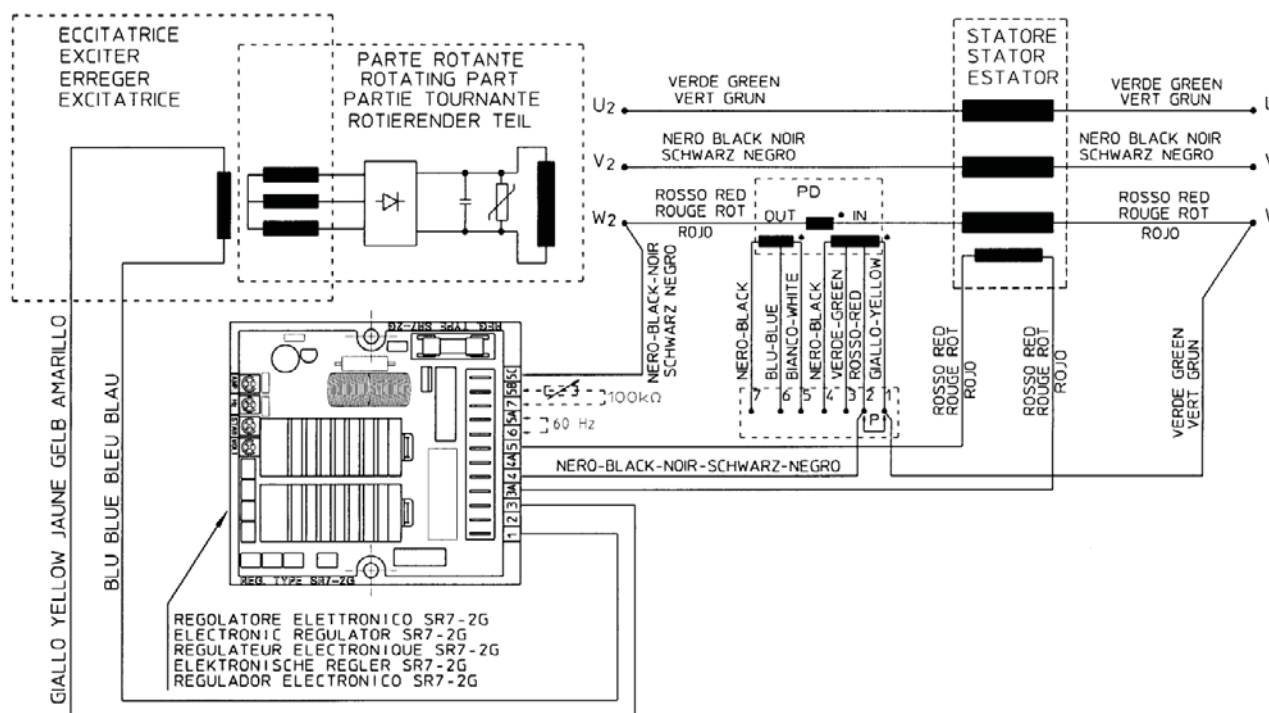 ECCITATRICE
EXCITER
ERREGER
EXCITATRICE
PARTE ROTANTE
ROTATING PART
PARTIE TOURNANTE
ROTIERENDER TEIL
STATORE
STATOR
ESTATOR
U2
VERDE GREEN
VERT GRUN
VERDE GREEN
VERT GRUN
U
V2
NERO BLACK NOIR
SCHWARZ NEGRO
NERO BLACK NOIR
SCHWARZ NEGRO
V
W2
ROSSO RED
ROUGE ROT
ROJO
PD
OUT
IN
ROSSO RED
ROUGE ROT
ROJO
NERO-BLACK-NOIR
SCHWARZ NEGRO
NERO-BLACK
BLU-BLUE
BIANCO-WHITE
NERO-BLACK
VERDE-GREEN
ROSSO-RED
GIALLO-YELLOW
7 6 5 4 3 2 1
P
ROSSO RED
ROUGE ROT
ROJO
ROSSO RED
ROUGE ROT
ROJO
VERDE GREEN
VERT GRUN
GIALLO YELLOW JAUNE GELB AMARILLO
BLU BLUE BLEU BLAU
REG. TYPE SR7-2G
SC
SB
7
SA
6
5
4A
4
3A
3
2
1
100kΩ
60 Hz
NERO-BLACK-NOIR-SCHWARZ-NEGRO
REG. TYPE SR7-2G
REGOLATORE ELETTRONICO SR7-2G
ELECTRONIC REGULATOR SR7-2G
REGULATEUR ELECTRONIQUE SR7-2G
ELEKTRONISCHE REGLER SR7-2G
REGULADOR ELECTRONICO SR7-2G